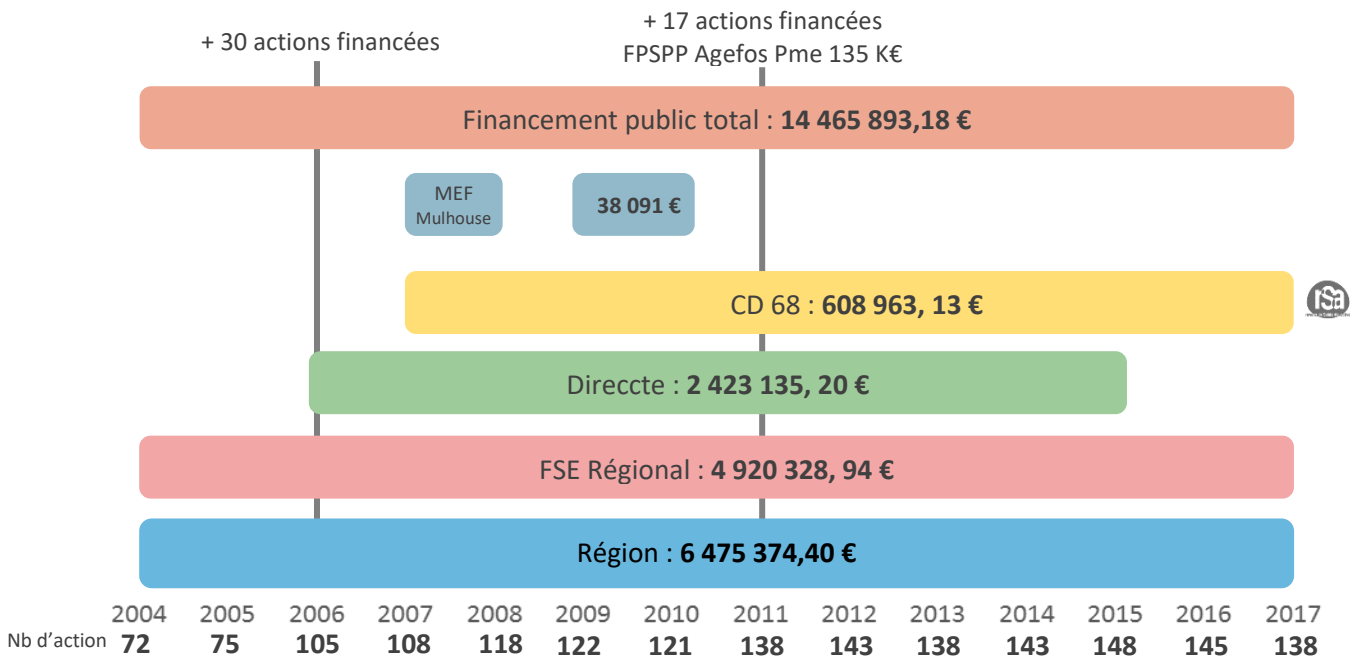 + 30 actions financées
+ 17 actions financées
FPSPP Agefos Pme 135 K€
Financement public total : 14 465 893,18 €
MEF
Mulhouse
38 091 €
CD 68 : 608 963, 13 €
rSa
Direccte : 2 423 135, 20 €
FSE Régional : 4 920 328, 94 €
Région : 6 475 374,40 €
2004 2005 2006 2007 2008 2009 2010 2011 2012 2013 2014 2015 2016 2017
Nb d’action 72 75 105 108 118 122 121 138 143 138 143 148 145 138